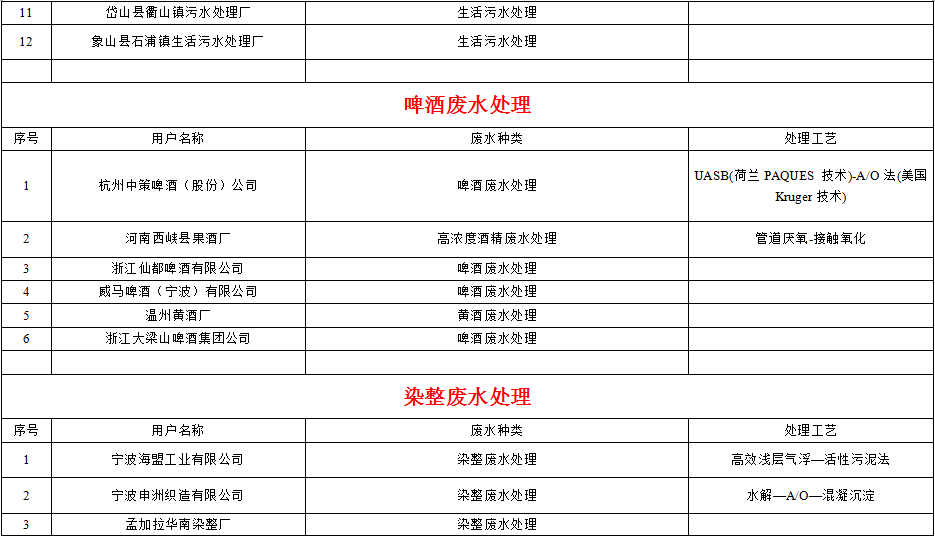 11 岱山县衢山镇污水处理厂 生活污水处理
12 象山县石浦镇生活污水处理厂 生活污水处理
啤酒废水处理
序号 用户名称 废水种类 处理工艺
1 杭州中策啤酒（股份）公司 啤酒废水处理 UASB(荷兰 PAQUES 技术)-A/O 法(美国
Kruger 技术)
2 河南西峡县果酒厂 高浓度酒精废水处理 管道厌氧-接触氧化
3 浙江仙都啤酒有限公司 啤酒废水处理
4 威马啤酒（宁波）有限公司 啤酒废水处理
5 温州黄酒厂 黄酒废水处理
6 浙江大梁山啤酒集团公司 啤酒废水处理
染整废水处理
序号 用户名称 废水种类 处理工艺
1 宁波海盟工业有限公司 染整废水处理 高效浅层气浮—活性污泥法
2 宁波申洲织造有限公司 染整废水处理 水解—A/O—混凝沉淀
3 孟加拉华南染整厂 染整废水处理